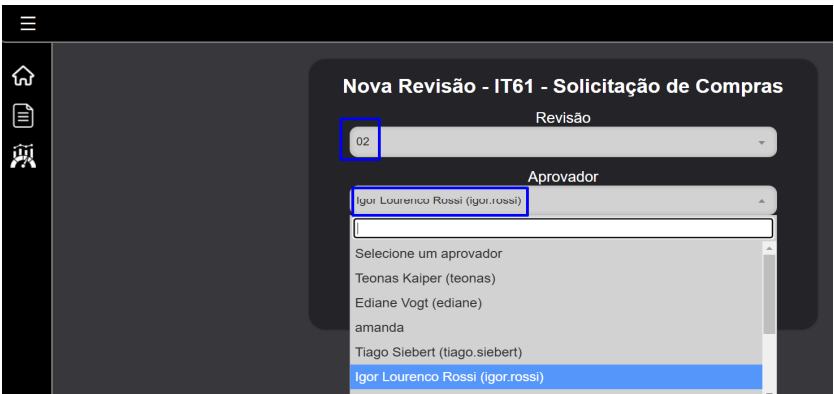 Nova Revisão - IT61 - Solicitação de Compras
Revisão
02
Aprovador
Igor Lourenco Rossi (igor.rossi)
Selecione um aprovador
Teonas Kaiper (teonas)
Ediane Vogt (ediane)
amanda
Tiago Siebert (tiago.siebert)
Igor Lourenco Rossi (igor.rossi)